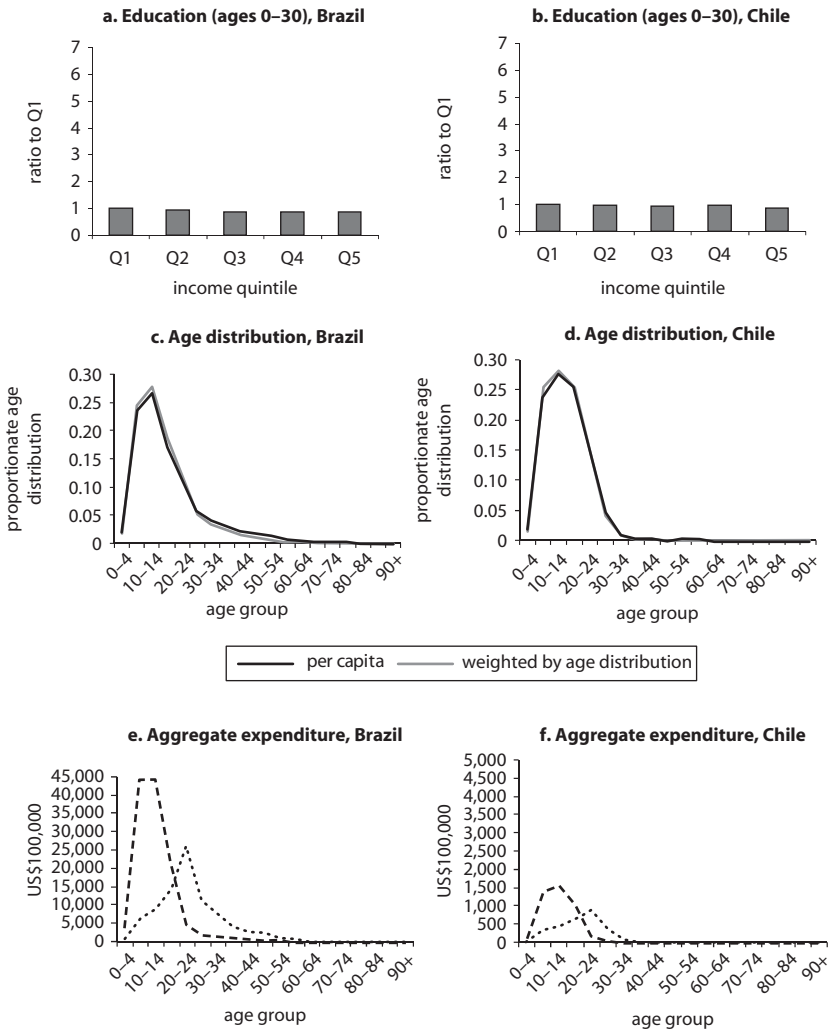 a. Education (ages 0–30), Brazil
7
6
5
4
3
2
1
0
ratio to Q1
Q1 Q2 Q3 Q4 Q5
income quintile
b. Education (ages 0–30), Chile
7
6
5
4
3
2
1
0
ratio to Q1
Q1 Q2 Q3 Q4 Q5
income quintile
c. Age distribution, Brazil
0.30
0.25
0.20
0.15
0.10
0.05
0
proportionate age
distribution
0–4 10–14 20–24 30–34 40–44 50–54 60–64 70–74 80–84 90+
age group
d. Age distribution, Chile
0.30
0.25
0.20
0.15
0.10
0.05
0
proportionate age
distribution
0–4 10–14 20–24 30–34 40–44 50–54 60–64 70–74 80–84 90+
age group
per capita weighted by age distribution
e. Aggregate expenditure, Brazil
45,000
40,000
35,000
30,000
25,000
20,000
15,000
10,000
5,000
0
US$100,000
0–4 10–14 20–24 30–34 40–44 50–54 60–64 70–74 80–84 90+
age group
f. Aggregate expenditure, Chile
5,000
4,500
4,000
3,500
3,000
2,500
2,000
1,500
1,000
500
0
US$100,000
0–4 10–14 20–24 30–34 40–44 50–54 60–64 70–74 80–84 90+
age group